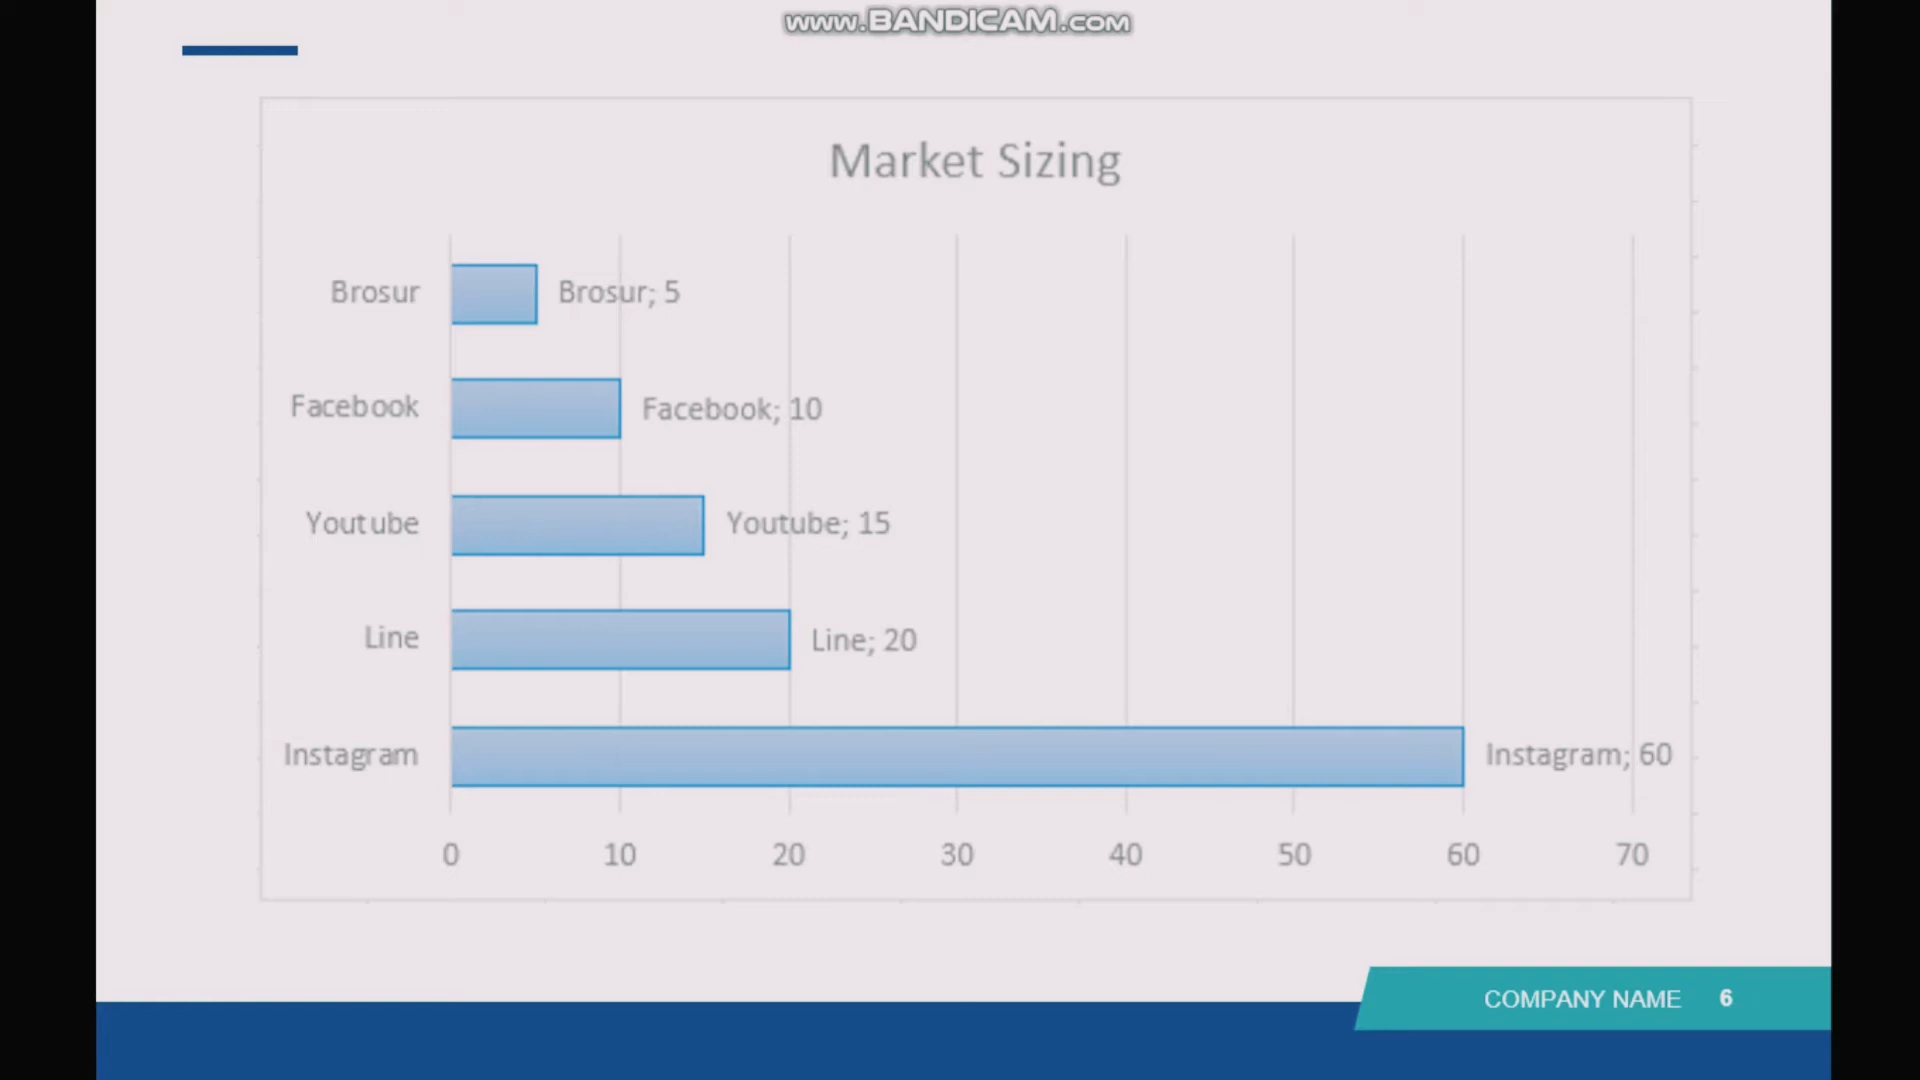 www.BANDICAM.com
Market Sizing
Brosur
Brosur; 5
Facebook
Facebook; 10
Youtube
Youtube; 15
Line
Line; 20
Instagram
Instagram; 60
0 10 20 30 40 50 60 70
COMPANY NAME 6